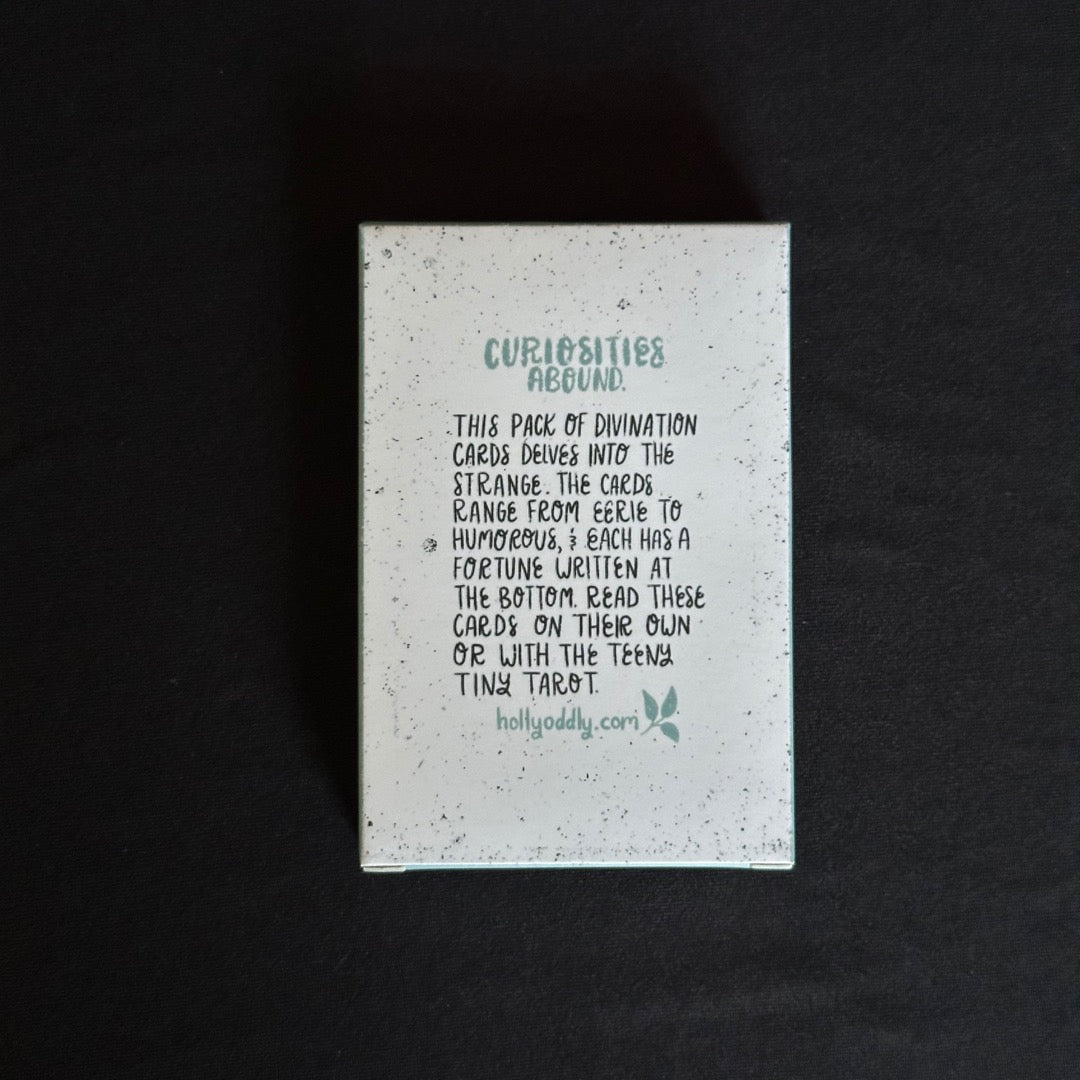 CURIOSITIES
ABOUND.
THIS PACK OF DIVINATION
CARDS DELVES INTO THE
STRANGE. THE CARDS
RANGE FROM EERIE TO
HUMOROUS, & EACH HAS A
FORTUNE WRITTEN AT
THE BOTTOM. READ THESE
CARDS ON THEIR OWN
OR WITH THE TEENY
TINY TAROT.
hollyoddly.com